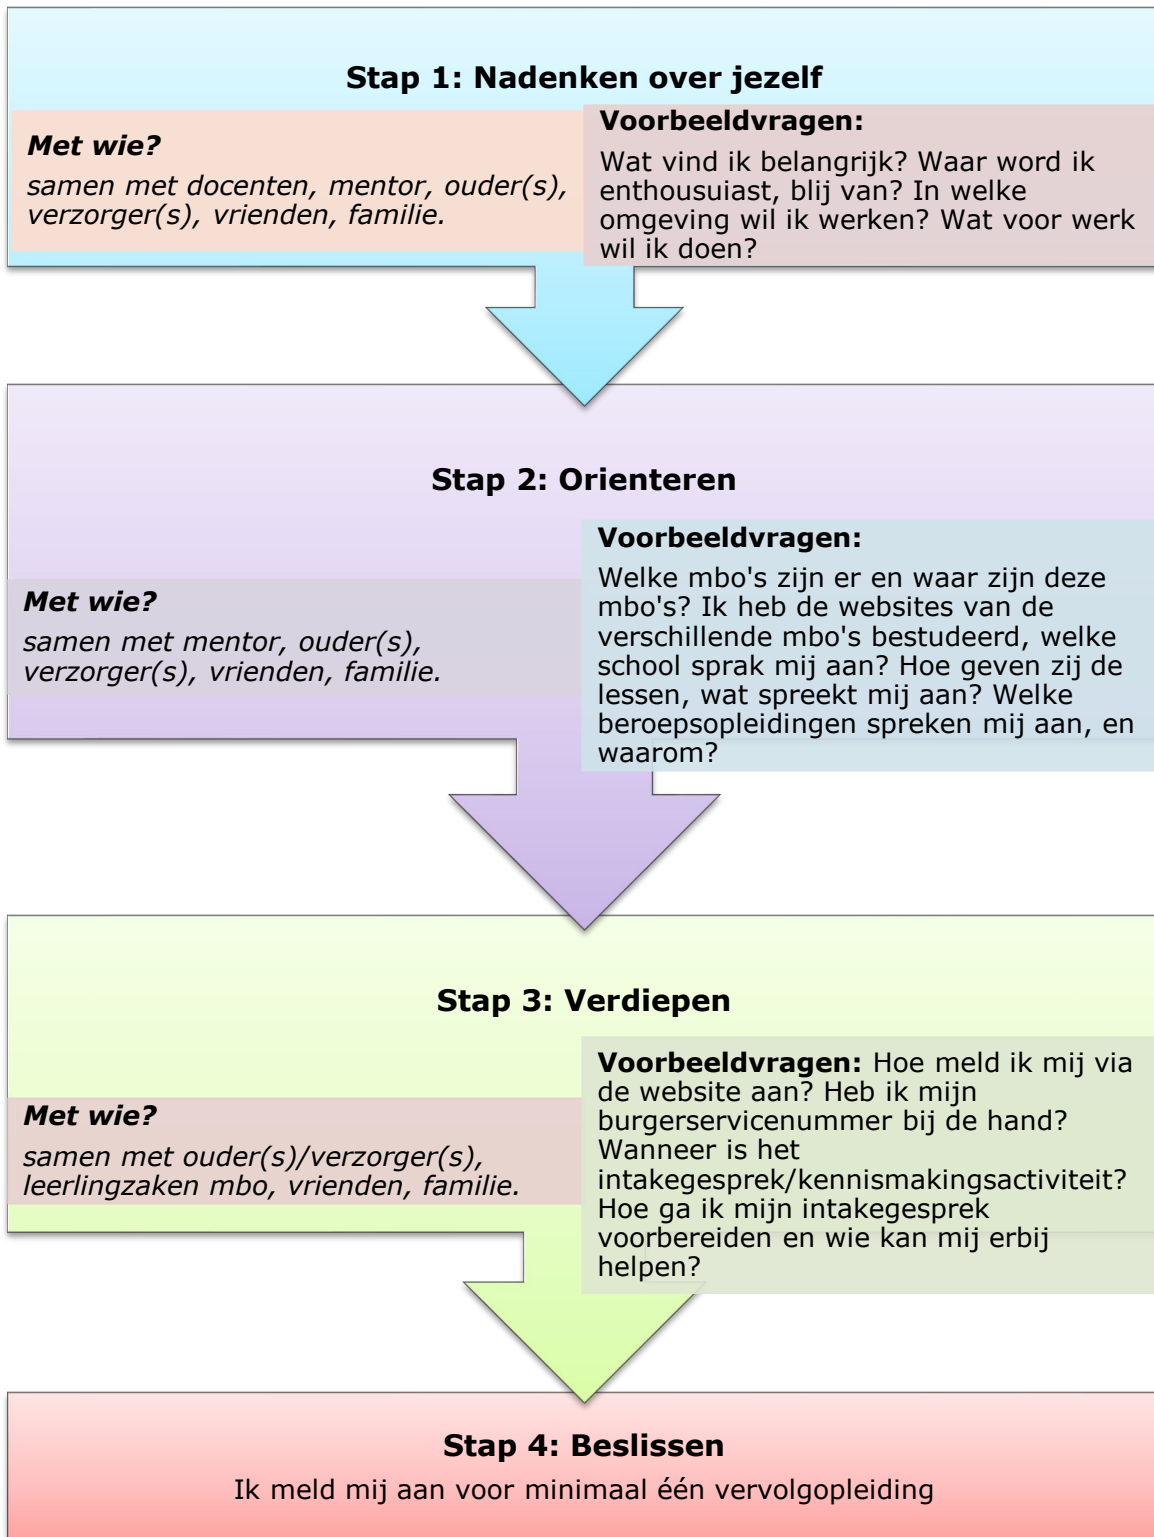 Stap 1: Nadenken over jezelf
Met wie?
samen met docenten, mentor, ouder(s),
verzorger(s), vrienden, familie.
Voorbeeldvragen:
Wat vind ik belangrijk? Waar word ik
enthousuiast, blij van? In welke
omgeving wil ik werken? Wat voor werk
wil ik doen?
Stap 2: Orienteren
Met wie?
samen met mentor, ouder(s),
verzorger(s), vrienden, familie.
Voorbeeldvragen:
Welke mbo's zijn er en waar zijn deze
mbo's? Ik heb de websites van de
verschillende mbo's bestudeerd, welke
school sprak mij aan? Hoe geven zij de
lessen, wat spreekt mij aan? Welke
beroepsopleidingen spreken mij aan, en
waarom?
Stap 3: Verdiepen
Met wie?
samen met ouder(s)/verzorger(s),
leerlingzaken mbo, vrienden, familie.
Voorbeeldvragen: Hoe meld ik mij via
de website aan? Heb ik mijn
burgerservicenummer bij de hand?
Wanneer is het
intakegesprek/kennismakingsactiviteit?
Hoe ga ik mijn intakegesprek
voorbereiden en wie kan mij erbij
helpen?
Stap 4: Beslissen
Ik meld mij aan voor minimaal één vervolgopleiding